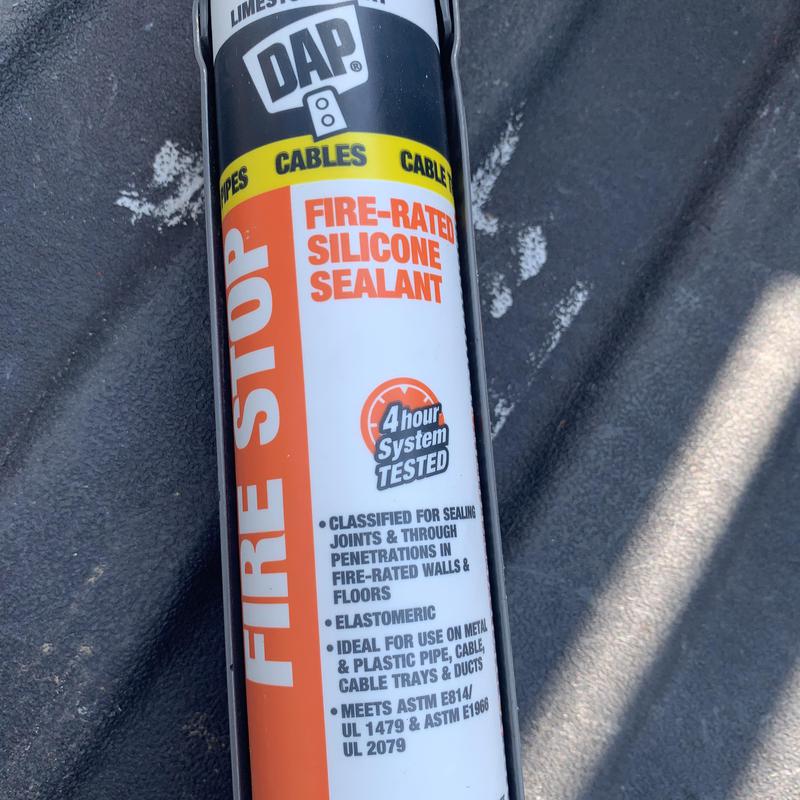 DAP®
PIPES CABLES CABLE
FIRE-RATED
SILICONE
SEALANT
FIRE STOP
4 hour
System
TESTED
• CLASSIFIED FOR SEALING
JOINTS & THROUGH
PENETRATIONS IN
FIRE-RATED WALLS &
FLOORS
• ELASTOMERIC
• IDEAL FOR USE ON METAL
& PLASTIC PIPE, CABLE,
CABLE TRAYS & DUCTS
• MEETS ASTM E814/
UL 1479 & ASTM E1966
UL 2079